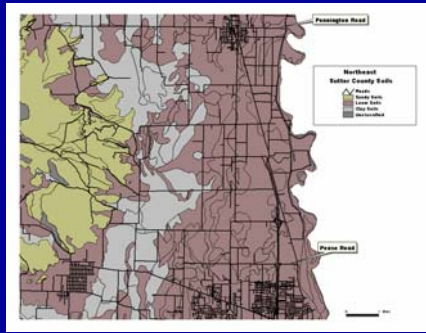 Pennington Road
Northeast
Sutter County Soils
Roads
Sandy Soils
Loam Soils
Clay Soils
Unclassified
Pease Road